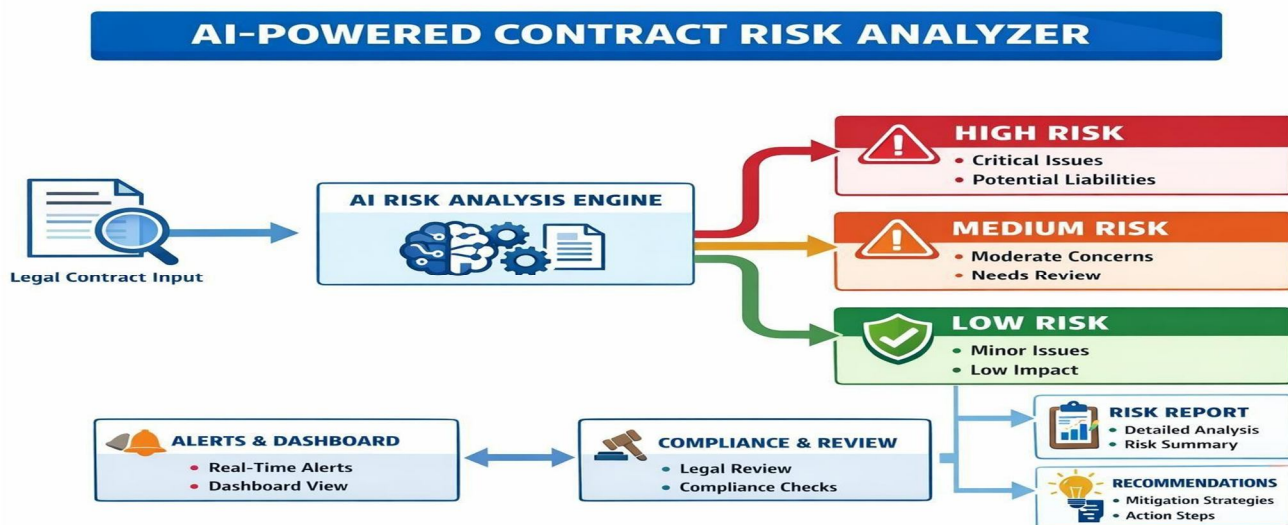 AI-POWERED CONTRACT RISK ANALYZER
Legal Contract Input
AI RISK ANALYSIS ENGINE
HIGH RISK
• Critical Issues
• Potential Liabilities
MEDIUM RISK
• Moderate Concerns
• Needs Review
LOW RISK
• Minor Issues
• Low Impact
ALERTS & DASHBOARD
• Real-Time Alerts
• Dashboard View
COMPLIANCE & REVIEW
• Legal Review
• Compliance Checks
RISK REPORT
• Detailed Analysis
• Risk Summary
RECOMMENDATIONS
• Mitigation Strategies
• Action Steps